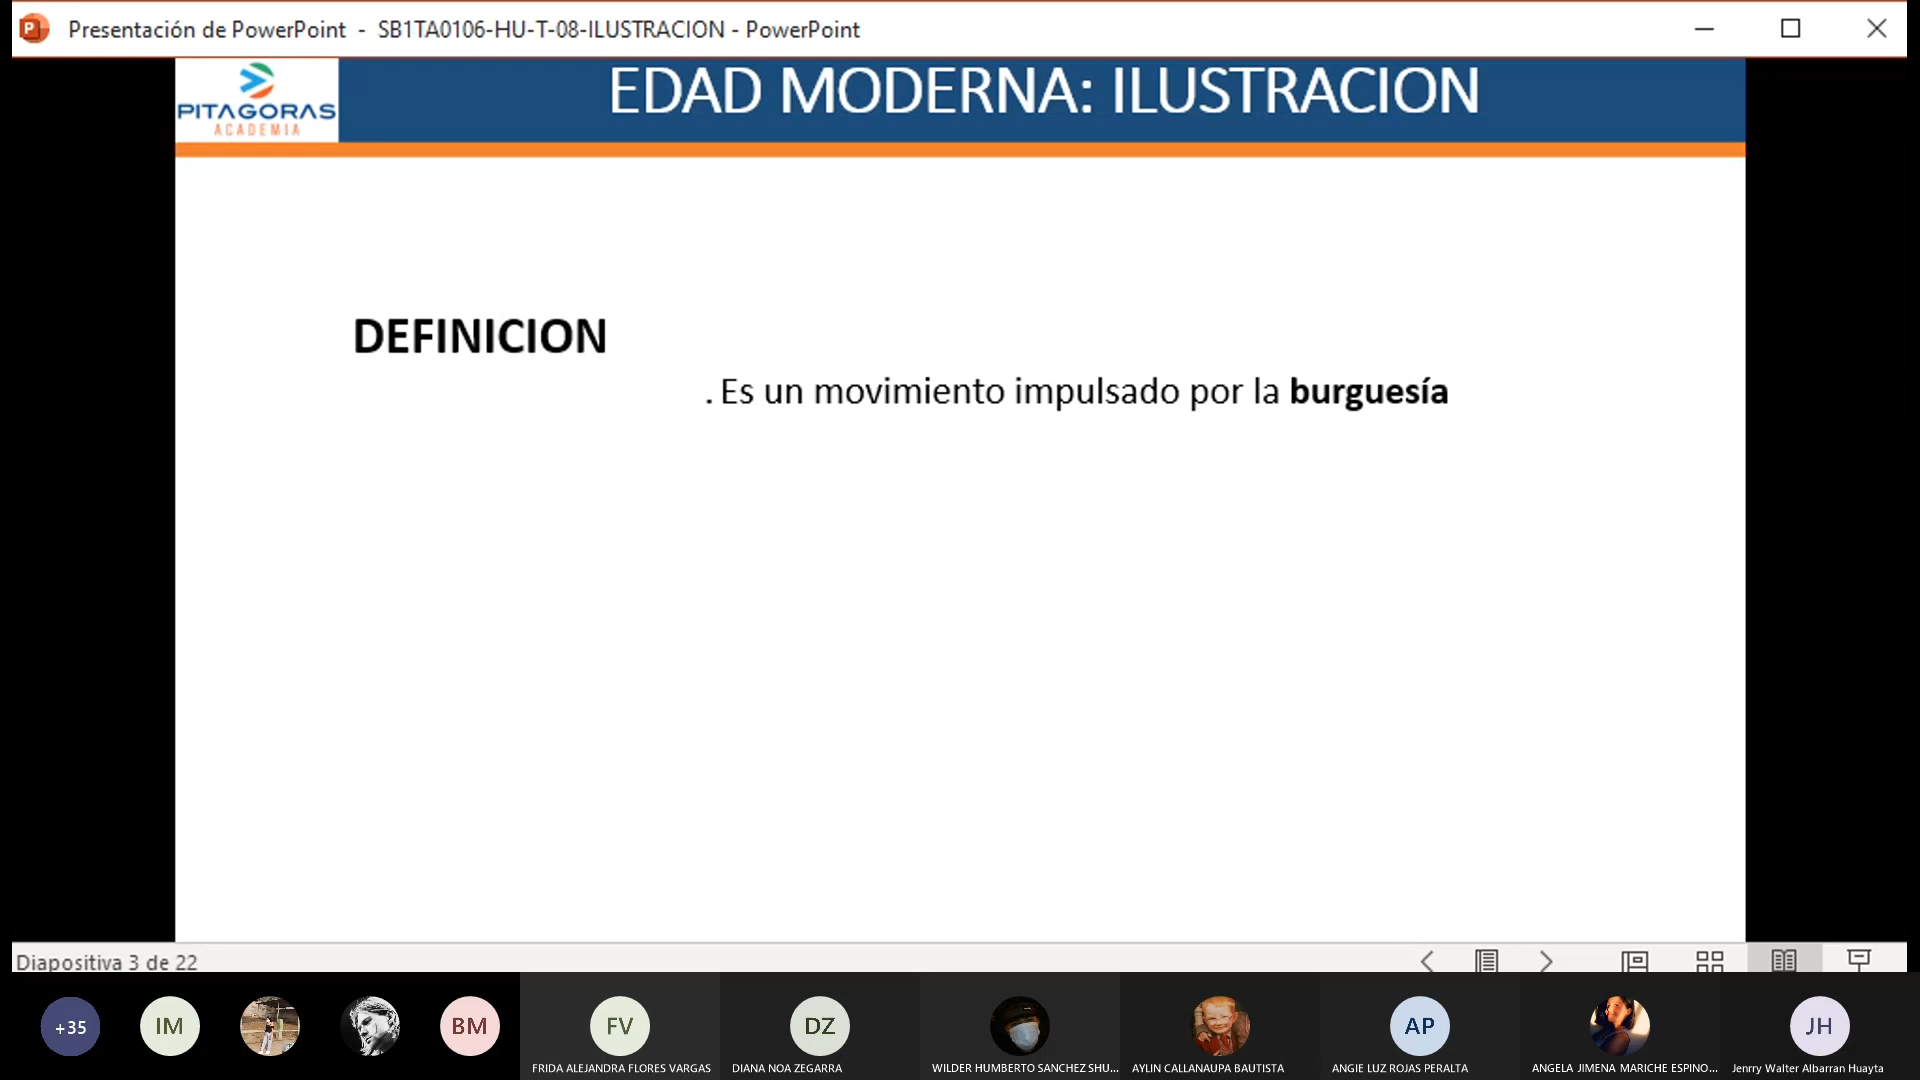 Presentación de PowerPoint - SB1TA0106-HU-T-08-ILUSTRACION - PowerPoint
PITAGORAS
ACADEMIA
EDAD MODERNA: ILUSTRACION
DEFINICION
. Es un movimiento impulsado por la burguesía
Diapositiva 3 de 22
+35
IM
BM
FV
DZ
AP
JH
FRIDA ALEJANDRA FLORES VARGAS
DIANA NOA ZEGARRA
WILDER HUMBERTO SANCHEZ SHU...
AYLIN CALLANAUPA BAUTISTA
ANGIE LUZ ROJAS PERALTA
ANGELA JIMENA MARICHE ESPINO...
Jenrry Walter Albarran Huayta